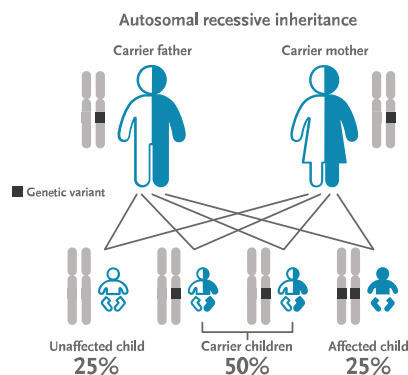 Autosomal recessive inheritance
Carrier father
Carrier mother
Genetic variant
Unaffected child
25%
Carrier children
50%
Affected child
25%